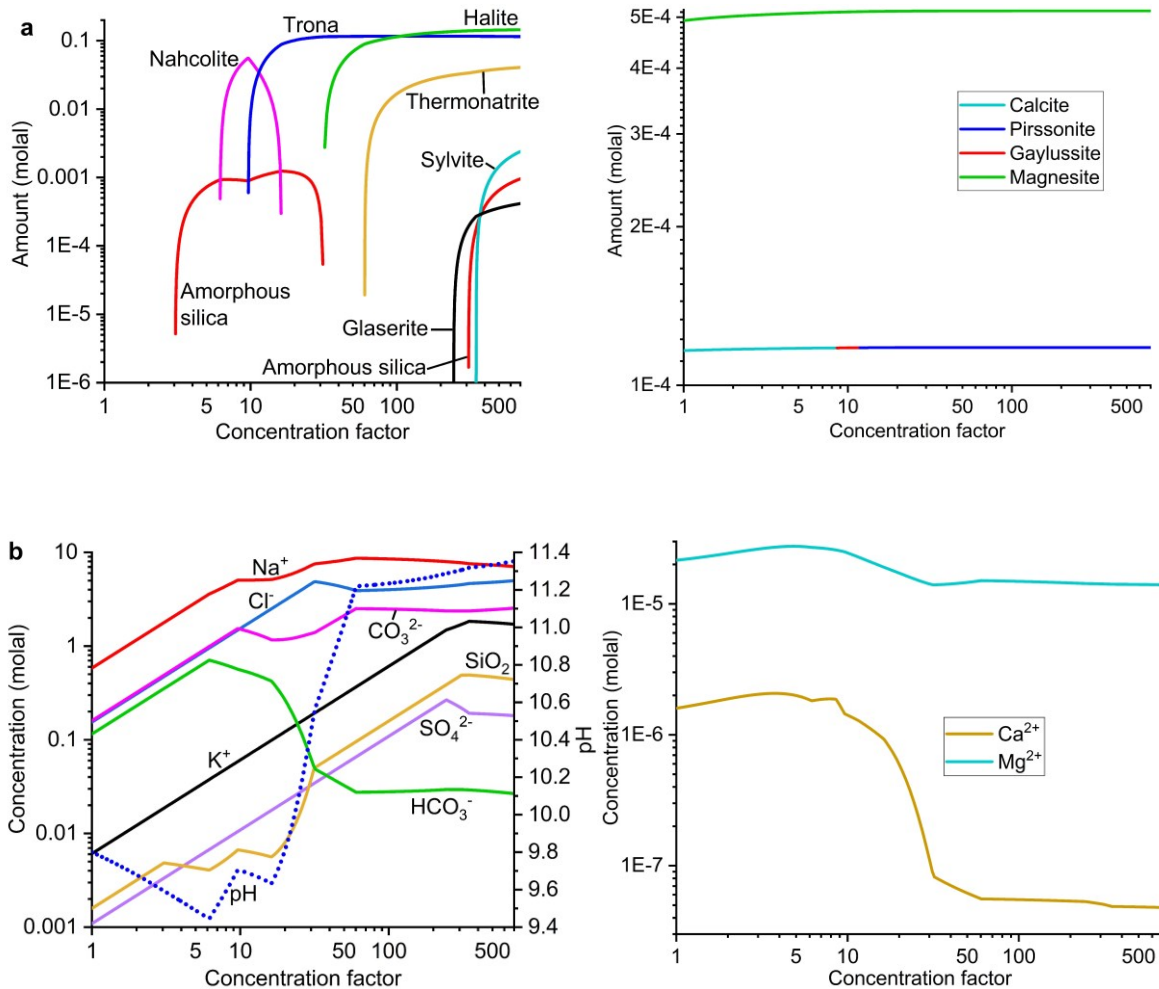 a
Amount (molal)
0.1
0.01
0.001
1E-4
1E-5
1E-6
Nahcolite
Trona
Halite
Thermonatrite
Sylvite
Amorphous
silica
Glaserite
Amorphous silica
1 5 10 50 100 500
Concentration factor
Amount (molal)
5E-4
4E-4
3E-4
2E-4
1E-4
Calcite
Pirssonite
Gaylussite
Magnesite
1 5 10 50 100 500
Concentration factor
b
Concentration (molal)
10
1
0.1
0.01
0.001
Na⁺
Cl⁻
CO₃²⁻
SiO₂
SO₄²⁻
K⁺
HCO₃⁻
pH
11.4
11.2
11.0
10.8
10.6
10.4
10.2
10.0
9.8
9.6
9.4
pH
1 5 10 50 100 500
Concentration factor
Concentration (molal)
1E-5
1E-6
1E-7
Ca²⁺
Mg²⁺
1 5 10 50 100 500
Concentration factor